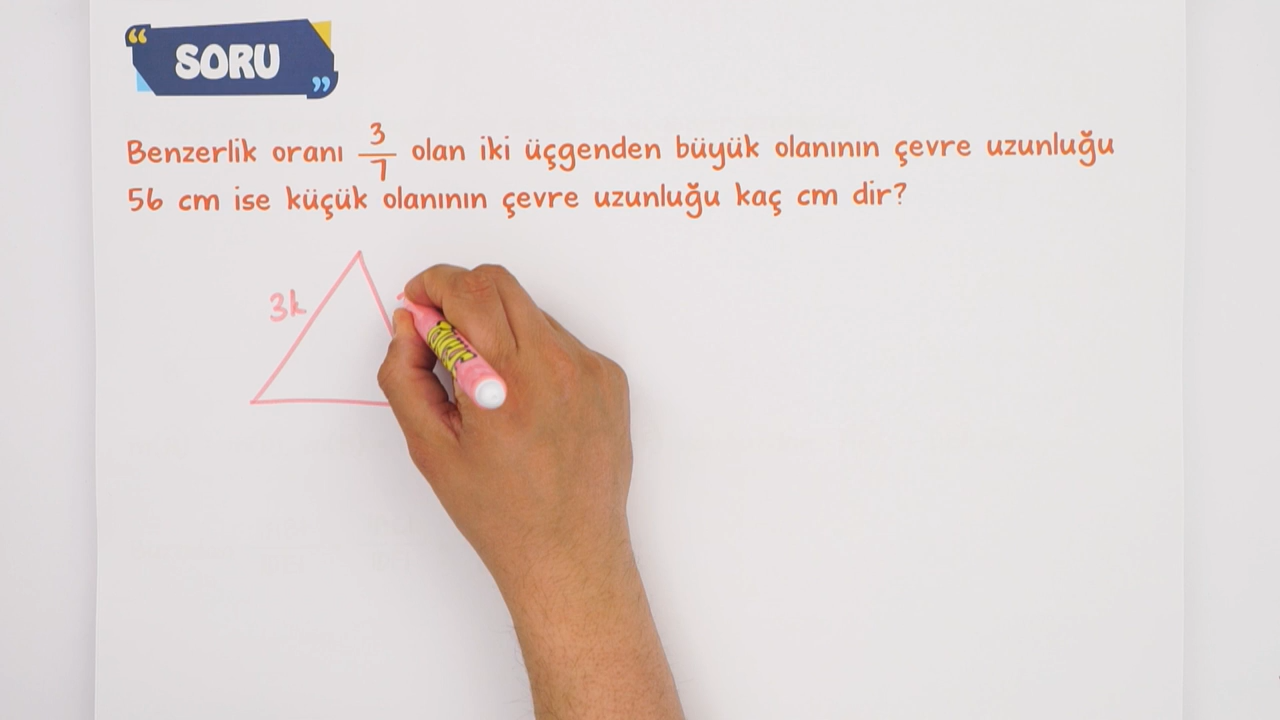 “ SORU ”
Benzerlik oranı 3/7 olan iki üçgenden büyük olanının çevre uzunluğu
56 cm ise küçük olanının çevre uzunluğu kaç cm dir?
3k